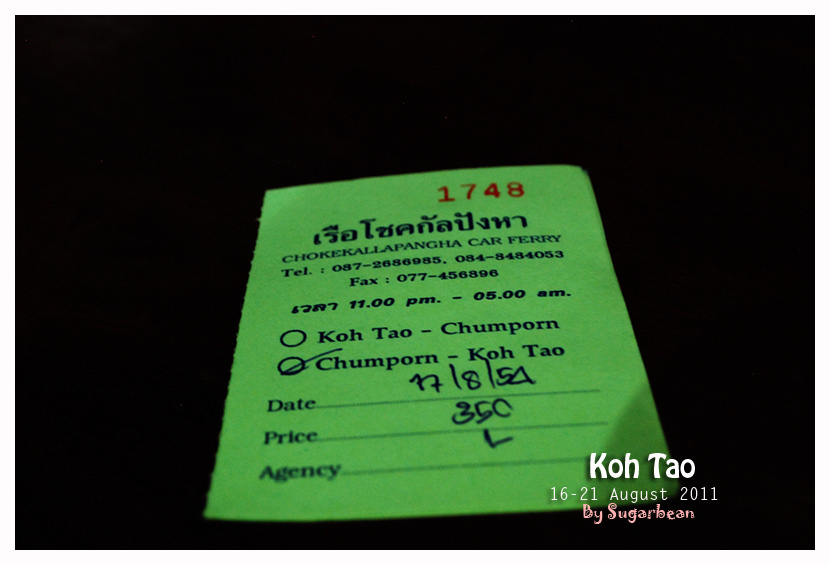 1748
เรือโชคกัลปังหา
CHOKEKALLAPANGHA CAR FERRY
Tel. : 087-2686985, 084-8484053
Fax : 077-456896
เวลา 11.00 pm. - 05.00 am.
Koh Tao - Chumporn
Chumporn - Koh Tao
Date 17/8/54
Price 350
Agency
Koh Tao
16-21 August 2011
By Sugarbean